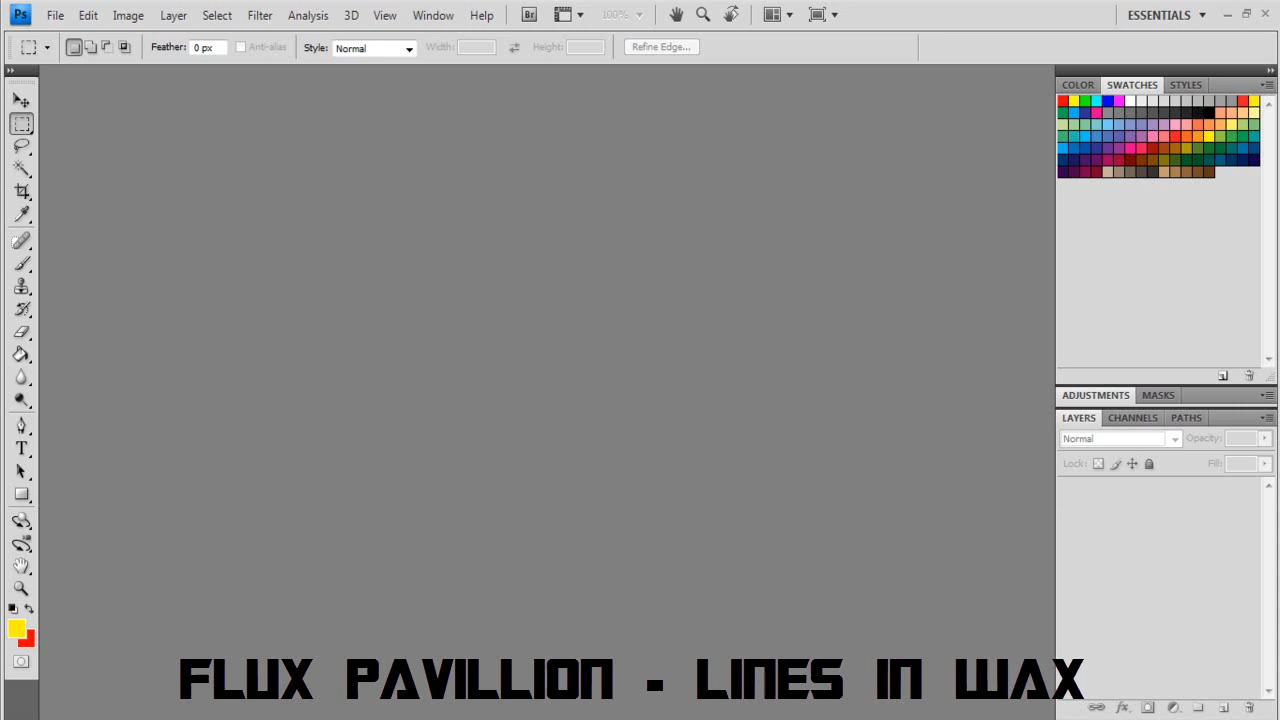 Ps File Edit Image Layer Select Filter Analysis 3D View Window Help Br 100% ESSENTIALS
Feather: 0 px Anti-alias Style: Normal Width: Height: Refine Edge...
COLOR SWATCHES STYLES
ADJUSTMENTS MASKS
LAYERS CHANNELS PATHS
Normal Opacity:
Lock: Fill:
T
fx
FLUX PAVILLION - LINES IN WAX